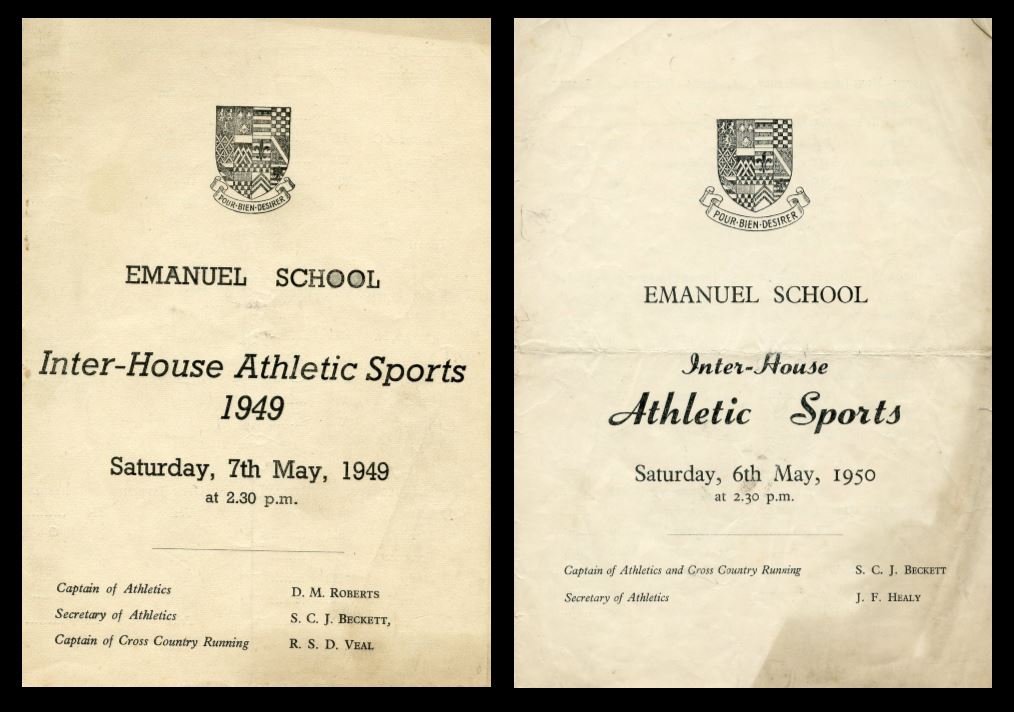 POUR·BIEN·DESIRER
EMANUEL SCHOOL
Inter-House Athletic Sports
1949
Saturday, 7th May, 1949
at 2.30 p.m.
Captain of Athletics D. M. ROBERTS
Secretary of Athletics S. C. J. BECKETT,
Captain of Cross Country Running R. S. D. VEAL
POUR·BIEN·DESIRER
EMANUEL SCHOOL
Inter-House
Athletic Sports
Saturday, 6th May, 1950
at 2.30 p.m.
Captain of Athletics and Cross Country Running S. C. J. BECKETT
Secretary of Athletics J. F. HEALY